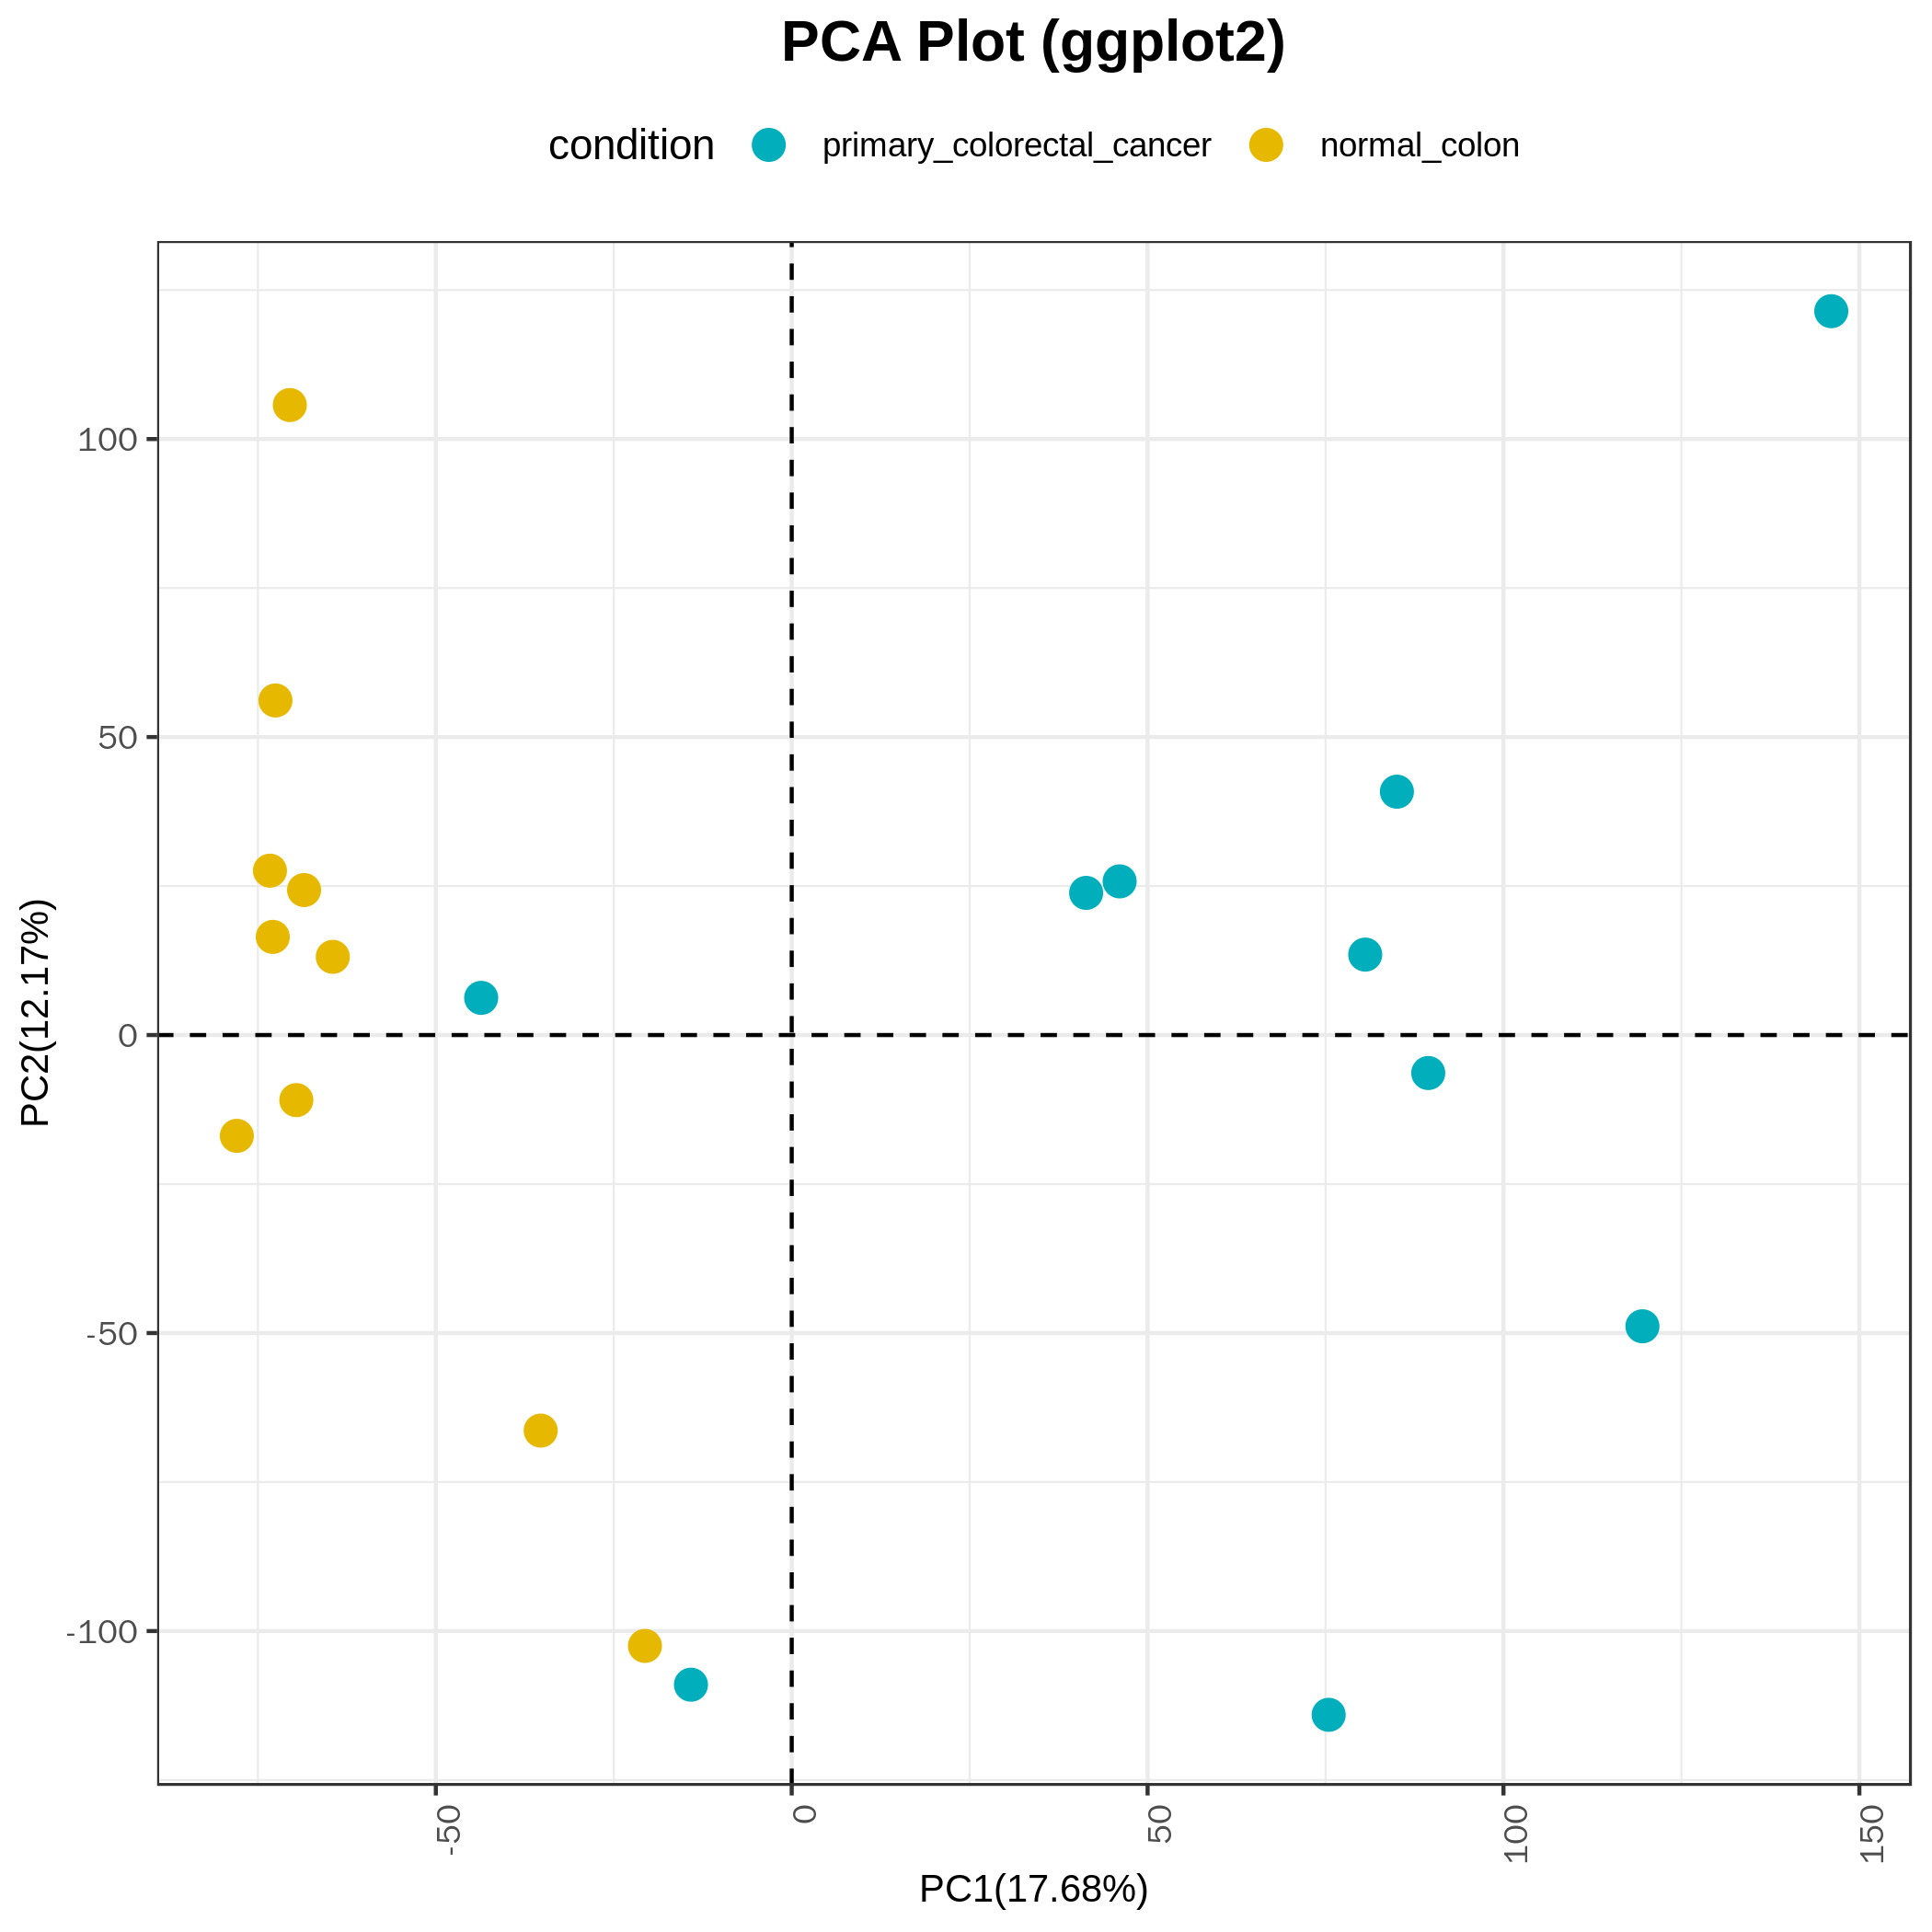 PCA Plot (ggplot2)
condition primary_colorectal_cancer normal_colon
100
50
0
-50
-100
PC2(12.17%)
-50 0 50 100 150
PC1(17.68%)